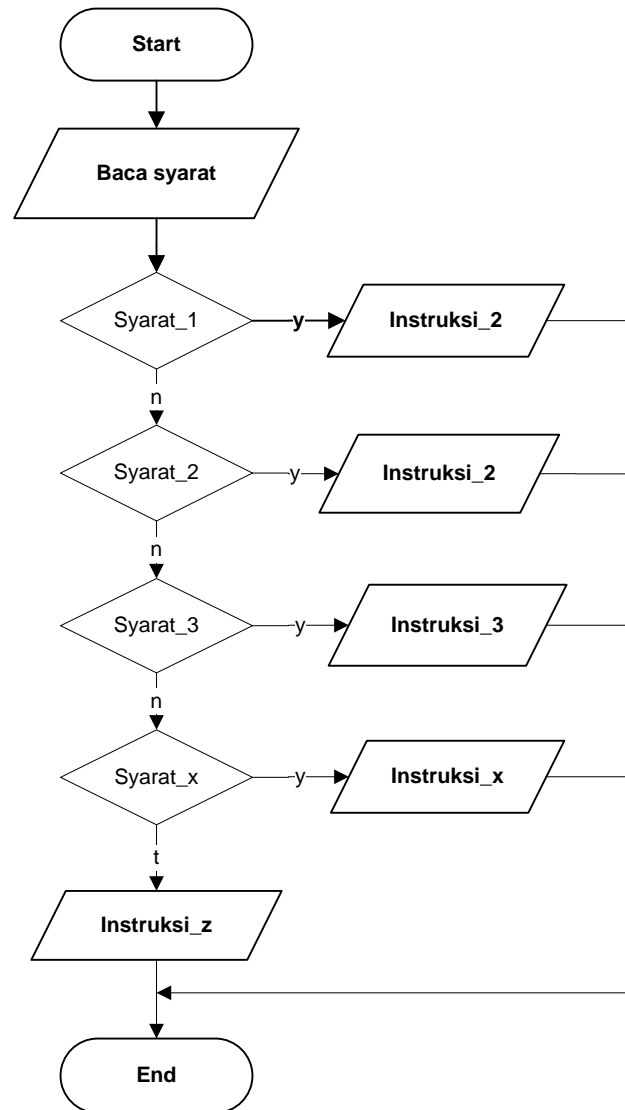 Start
Baca syarat
Syarat_1
y
Instruksi_2
n
Syarat_2
y
Instruksi_2
n
Syarat_3
y
Instruksi_3
n
Syarat_x
y
Instruksi_x
t
Instruksi_z
End